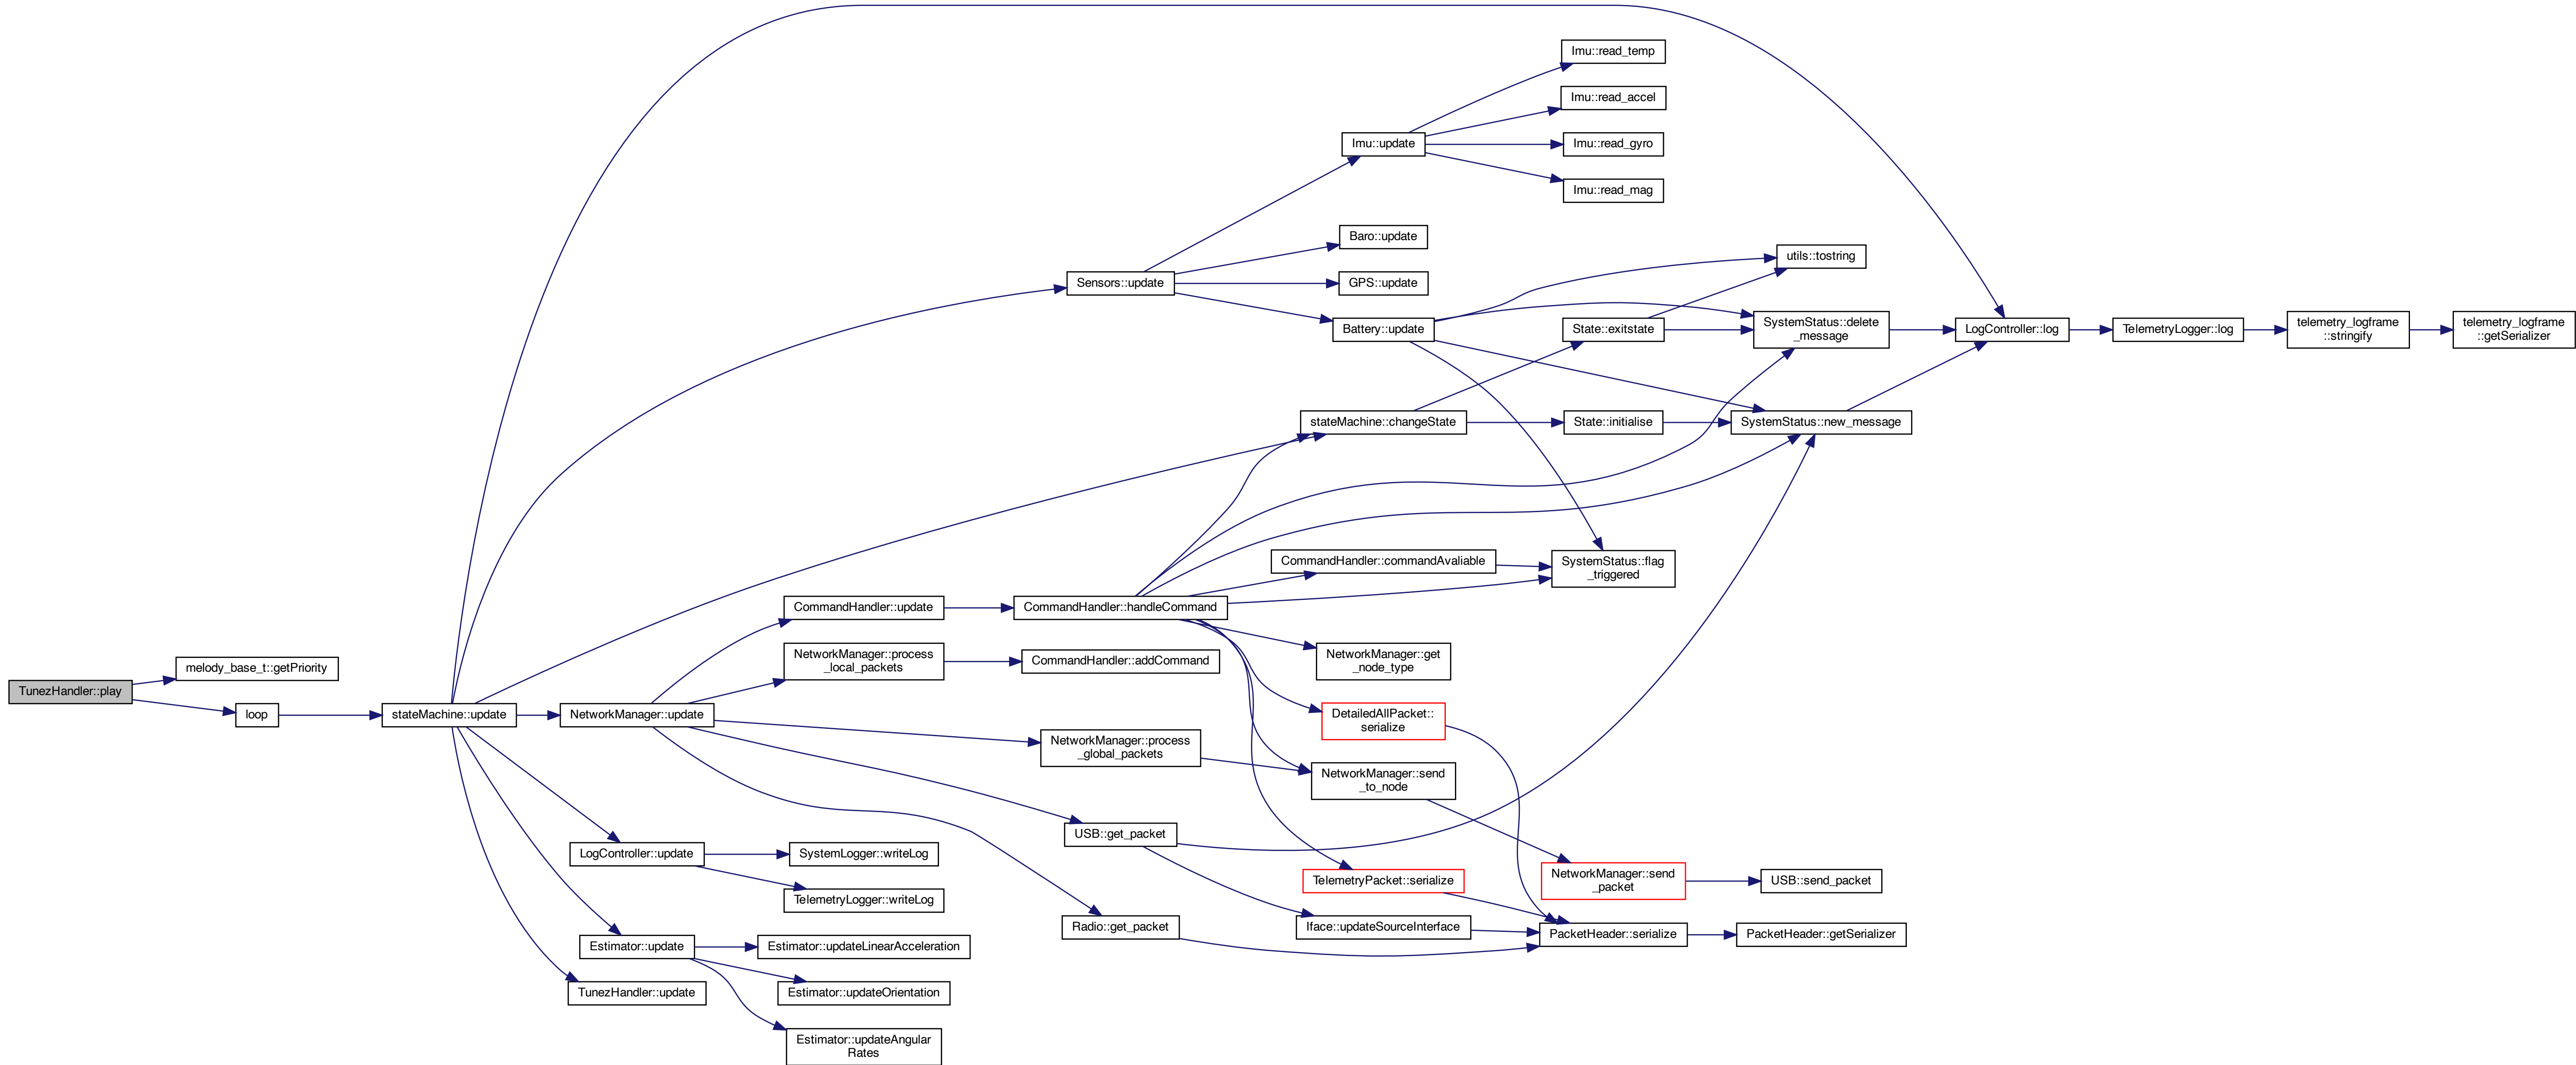 Imu::read_temp
Imu::read_accel
Imu::update
Imu::read_gyro
Imu::read_mag
Baro::update
utils::tostring
Sensors::update
GPS::update
Battery::update
State::exitstate
SystemStatus::delete
_message
LogController::log
TelemetryLogger::log
telemetry_logframe
::stringify
telemetry_logframe
::getSerializer
stateMachine::changeState
State::initialise
SystemStatus::new_message
CommandHandler::commandAvaliable
SystemStatus::flag
_triggered
CommandHandler::update
CommandHandler::handleCommand
NetworkManager::process
_local_packets
CommandHandler::addCommand
NetworkManager::get
_node_type
melody_base_t::getPriority
TunezHandler::play
loop
stateMachine::update
NetworkManager::update
DetailedAllPacket::
serialize
NetworkManager::process
_global_packets
NetworkManager::send
_to_node
USB::get_packet
LogController::update
SystemLogger::writeLog
TelemetryLogger::writeLog
TelemetryPacket::serialize
NetworkManager::send
_packet
USB::send_packet
Radio::get_packet
Iface::updateSourceInterface
PacketHeader::serialize
PacketHeader::getSerializer
Estimator::update
Estimator::updateLinearAcceleration
TunezHandler::update
Estimator::updateOrientation
Estimator::updateAngular
Rates